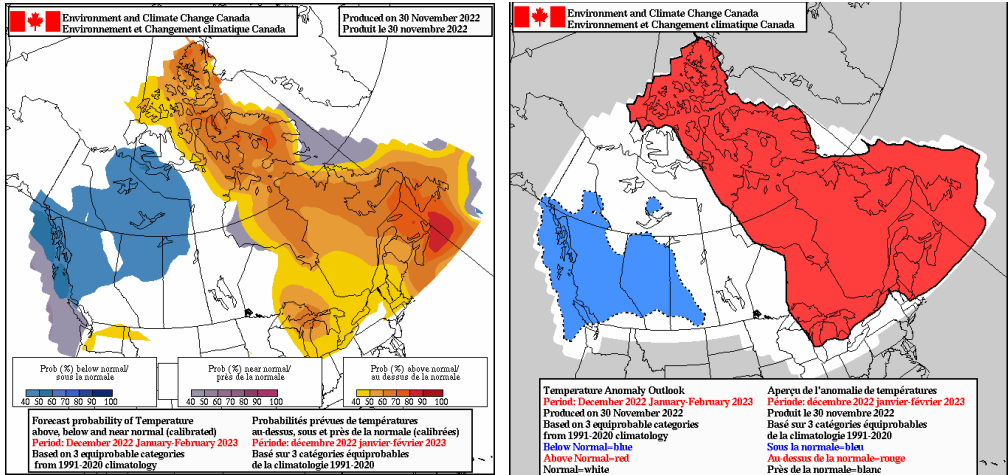 Environment and Climate Change Canada
Environnement et Changement climatique Canada
Produced on 30 November 2022
Produit le 30 novembre 2022
Prob (%) below normal/
sous la normale
40 50 60 70 80 90 100
Prob (%) near normal/
près de la normale
40 50 60 70 80 90 100
Prob (%) above normal/
au dessus de la normale
40 50 60 70 80 90 100
Forecast probability of Temperature
above, below and near normal (calibrated)
Period: December 2022 January-February 2023
Based on 3 equiprobable categories
from 1991-2020 climatology
Probabilités prévues de température
au-dessus, sous et près de la normale (calibrées)
Période: décembre 2022 janvier-février 2023
Basé sur 3 catégories équiprobables
de la climatologie 1991-2020
Environment and Climate Change Canada
Environnement et Changement climatique Canada
Temperature Anomaly Outlook
Period: December 2022 January-February 2023
Produced on 30 November 2022
Based on 3 equiprobable categories
from 1991-2020 climatology
Below Normal=blue
Above Normal=red
Normal=white
Aperçu de l'anomalie de températures
Période: décembre 2022 janvier-février 2023
Produit le 30 novembre 2022
Basé sur 3 catégories équiprobables
de la climatologie 1991-2020
Sous la normale=bleu
Au-dessus de la normale=rouge
Près de la normale=blanc